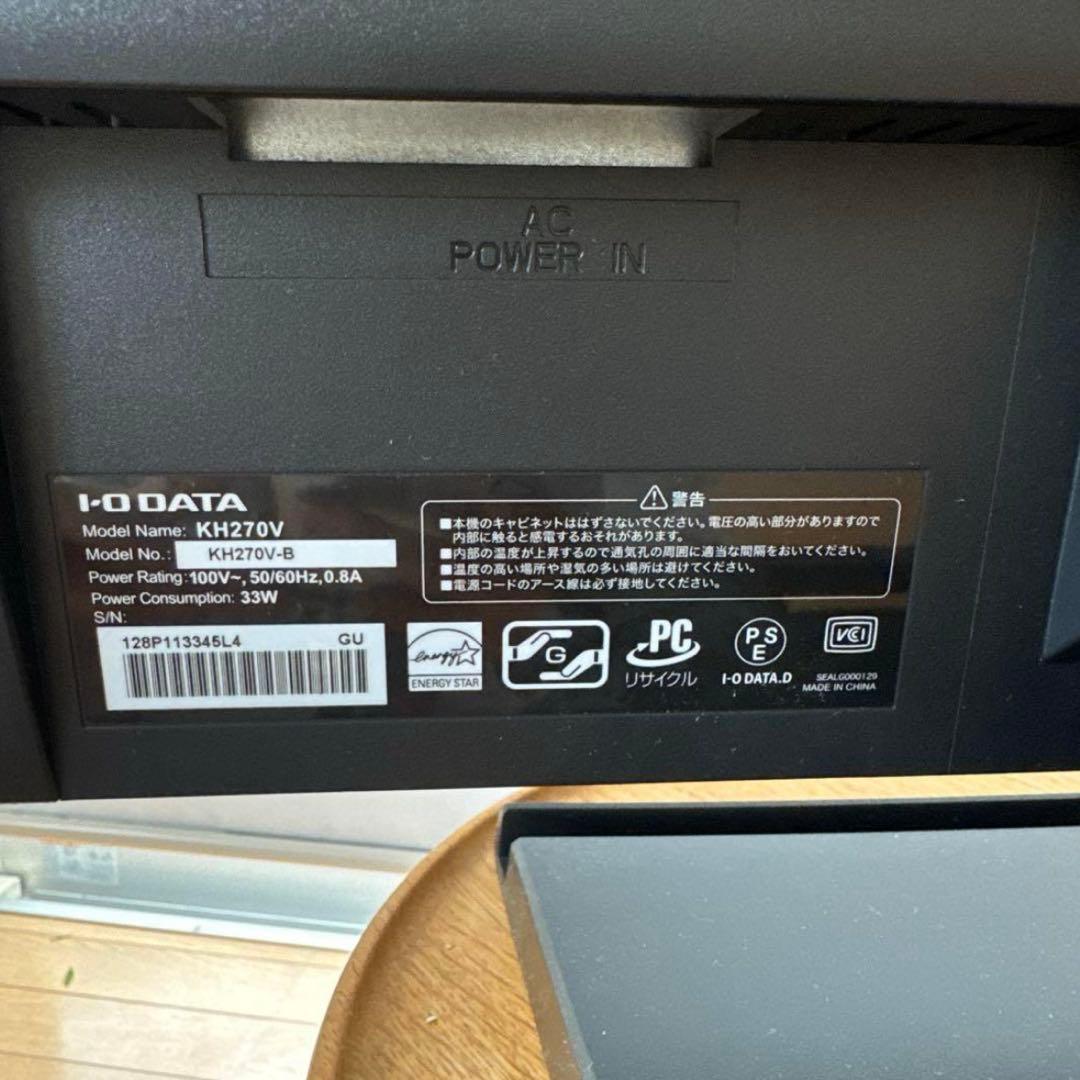 AC
POWER IN
I-O DATA
Model Name: KH270V
Model No.: KH270V-B
Power Rating: 100V~, 50/60Hz, 0.8A
Power Consumption: 33W
S/N:
128P113345L4 GU
⚠警告
■本機のキャビネットははずさないでください。電圧の高い部分がありますので
内部に触ると感電するおそれがあります。
■内部の温度が上昇するので通気孔の周囲に適当な間隔をおいてください。
■温度の高い場所や湿気の多い場所は避けてください。
■電源コードのアース線は必ず接地してください。
energy
ENERGY STAR
G
PC
リサイクル
PS
E
I-O DATA.D
VCCI
SEALG000129
MADE IN CHINA